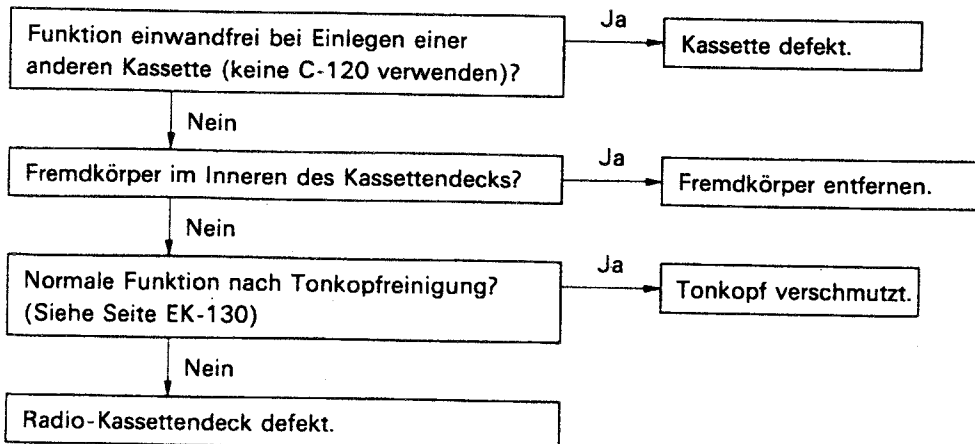 Funktion einwandfrei bei Einlegen einer
anderen Kassette (keine C-120 verwenden)?
Ja
Kassette defekt.
Nein
Fremdkörper im Inneren des Kassettendecks?
Ja
Fremdkörper entfernen.
Nein
Normale Funktion nach Tonkopfreinigung?
(Siehe Seite EK-130)
Ja
Tonkopf verschmutzt.
Nein
Radio-Kassettendeck defekt.